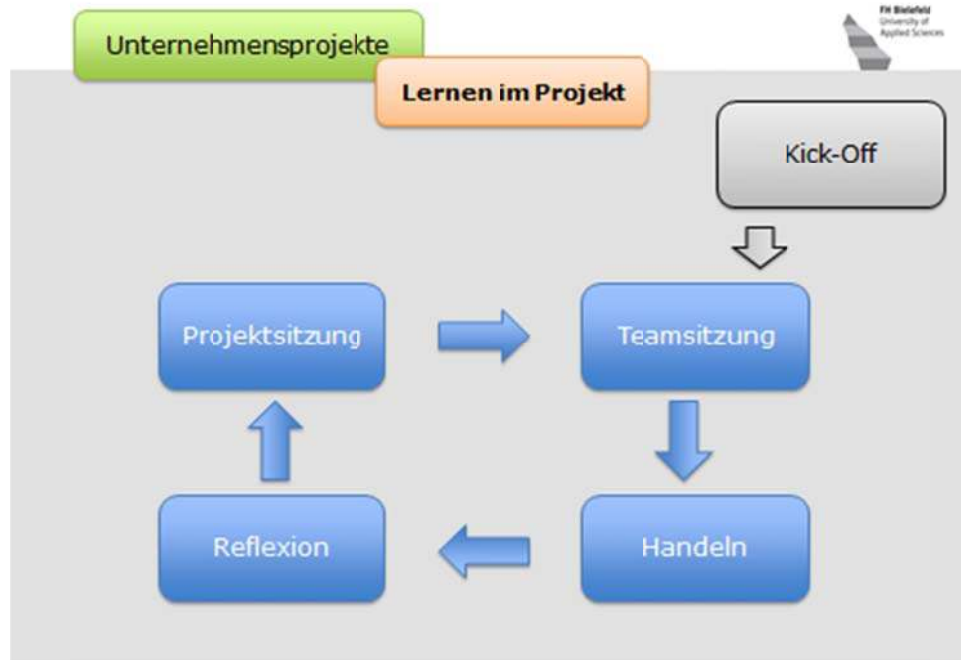 Unternehmensprojekte
Lernen im Projekt
FH Bielefeld
University of
Applied Sciences
Kick-Off
Projektsitzung
Teamsitzung
Reflexion
Handeln